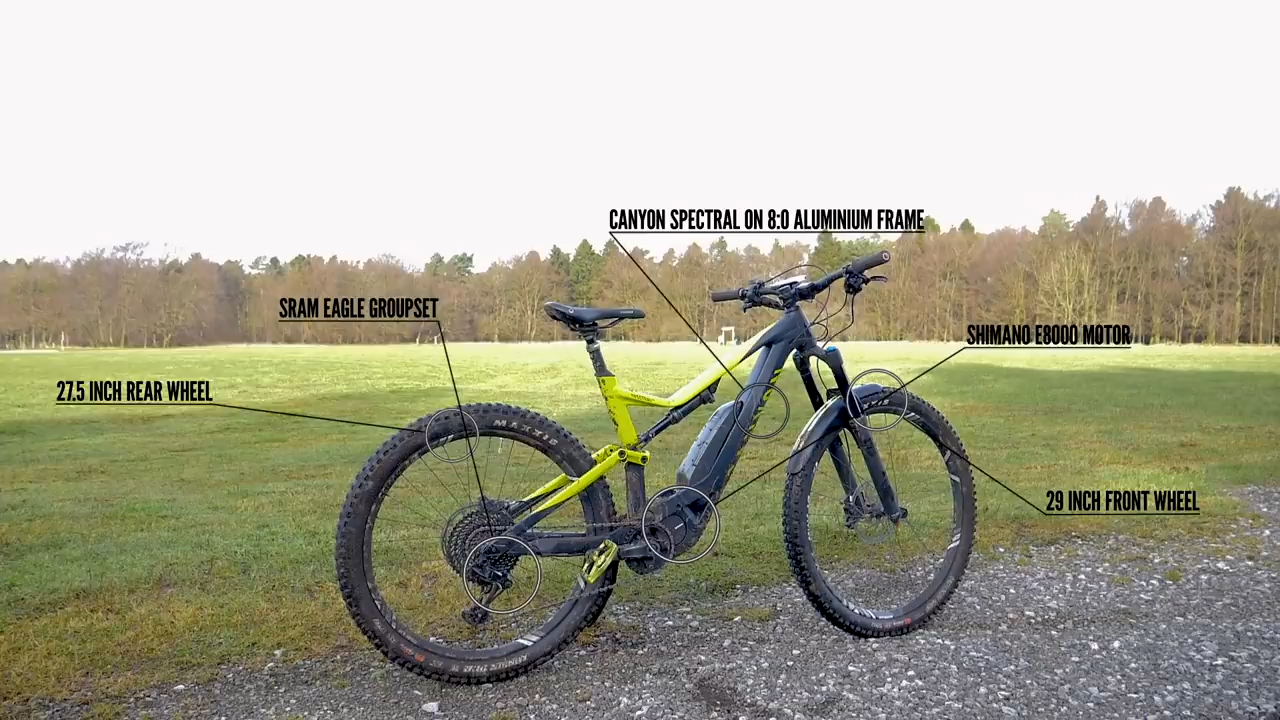 CANYON SPECTRAL ON 8:0 ALUMINIUM FRAME
SRAM EAGLE GROUPSET
SHIMANO E8000 MOTOR
27.5 INCH REAR WHEEL
MAXXIS
29 INCH FRONT WHEEL